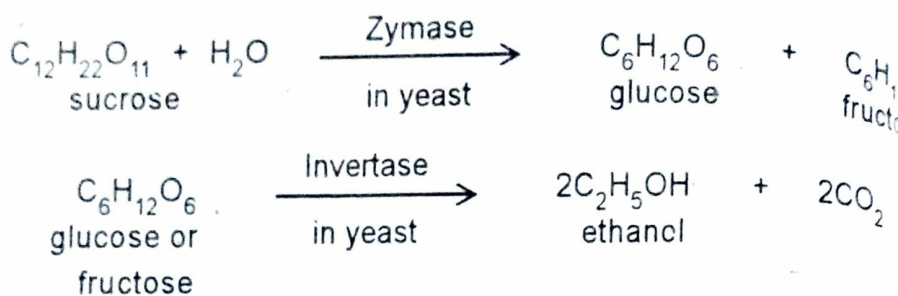 Zymase
C₁₂H₂₂O₁₁ + H₂O ⟶ C₆H₁₂O₆ +
sucrose in yeast glucose
Invertase
C₆H₁₂O₆ ⟶ 2C₂H₅OH + 2CO₂
glucose or in yeast ethancl
fructose